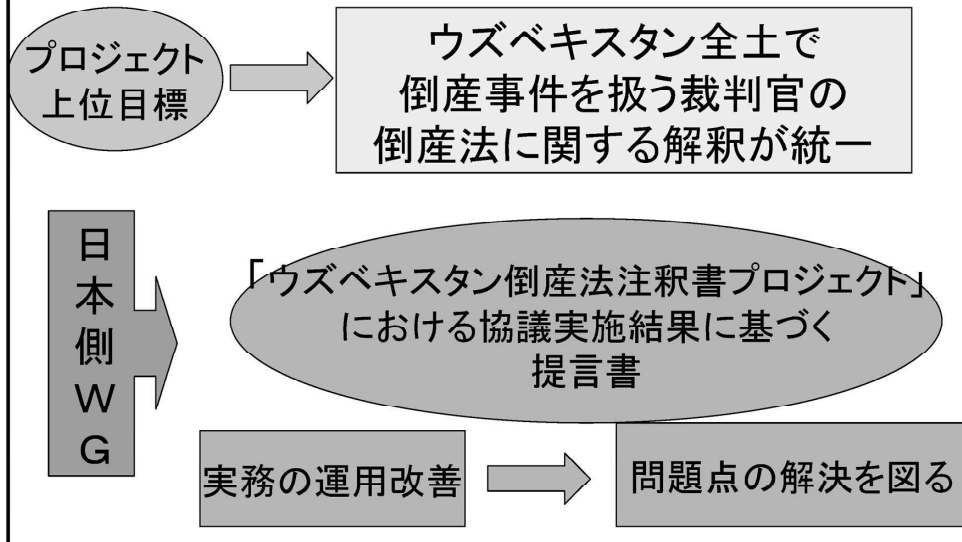 プロジェクト
上位目標
ウズベキスタン全土で
倒産事件を扱う裁判官の
倒産法に関する解釈が統一
日本側WG
「ウズベキスタン倒産法注釈書プロジェクト」
における協議実施結果に基づく
提言書
実務の運用改善
問題点の解決を図る